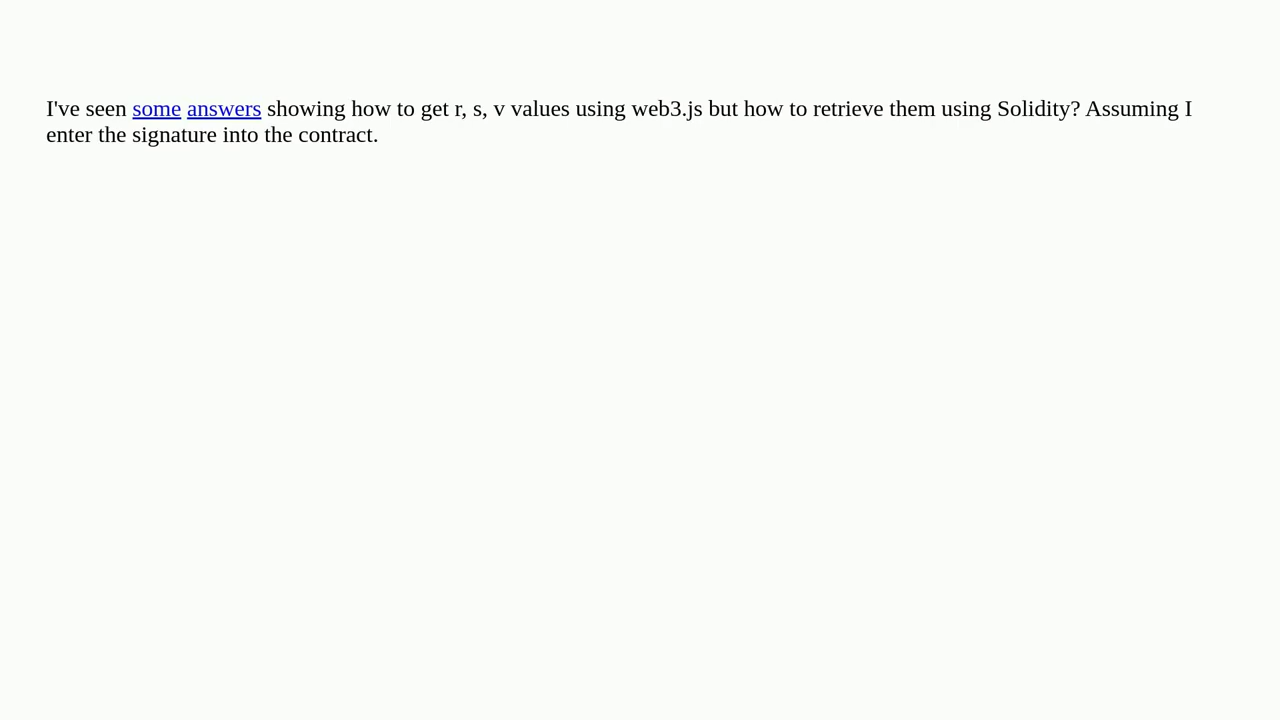 I've seen some answers showing how to get r, s, v values using web3.js but how to retrieve them using Solidity? Assuming I
enter the signature into the contract.